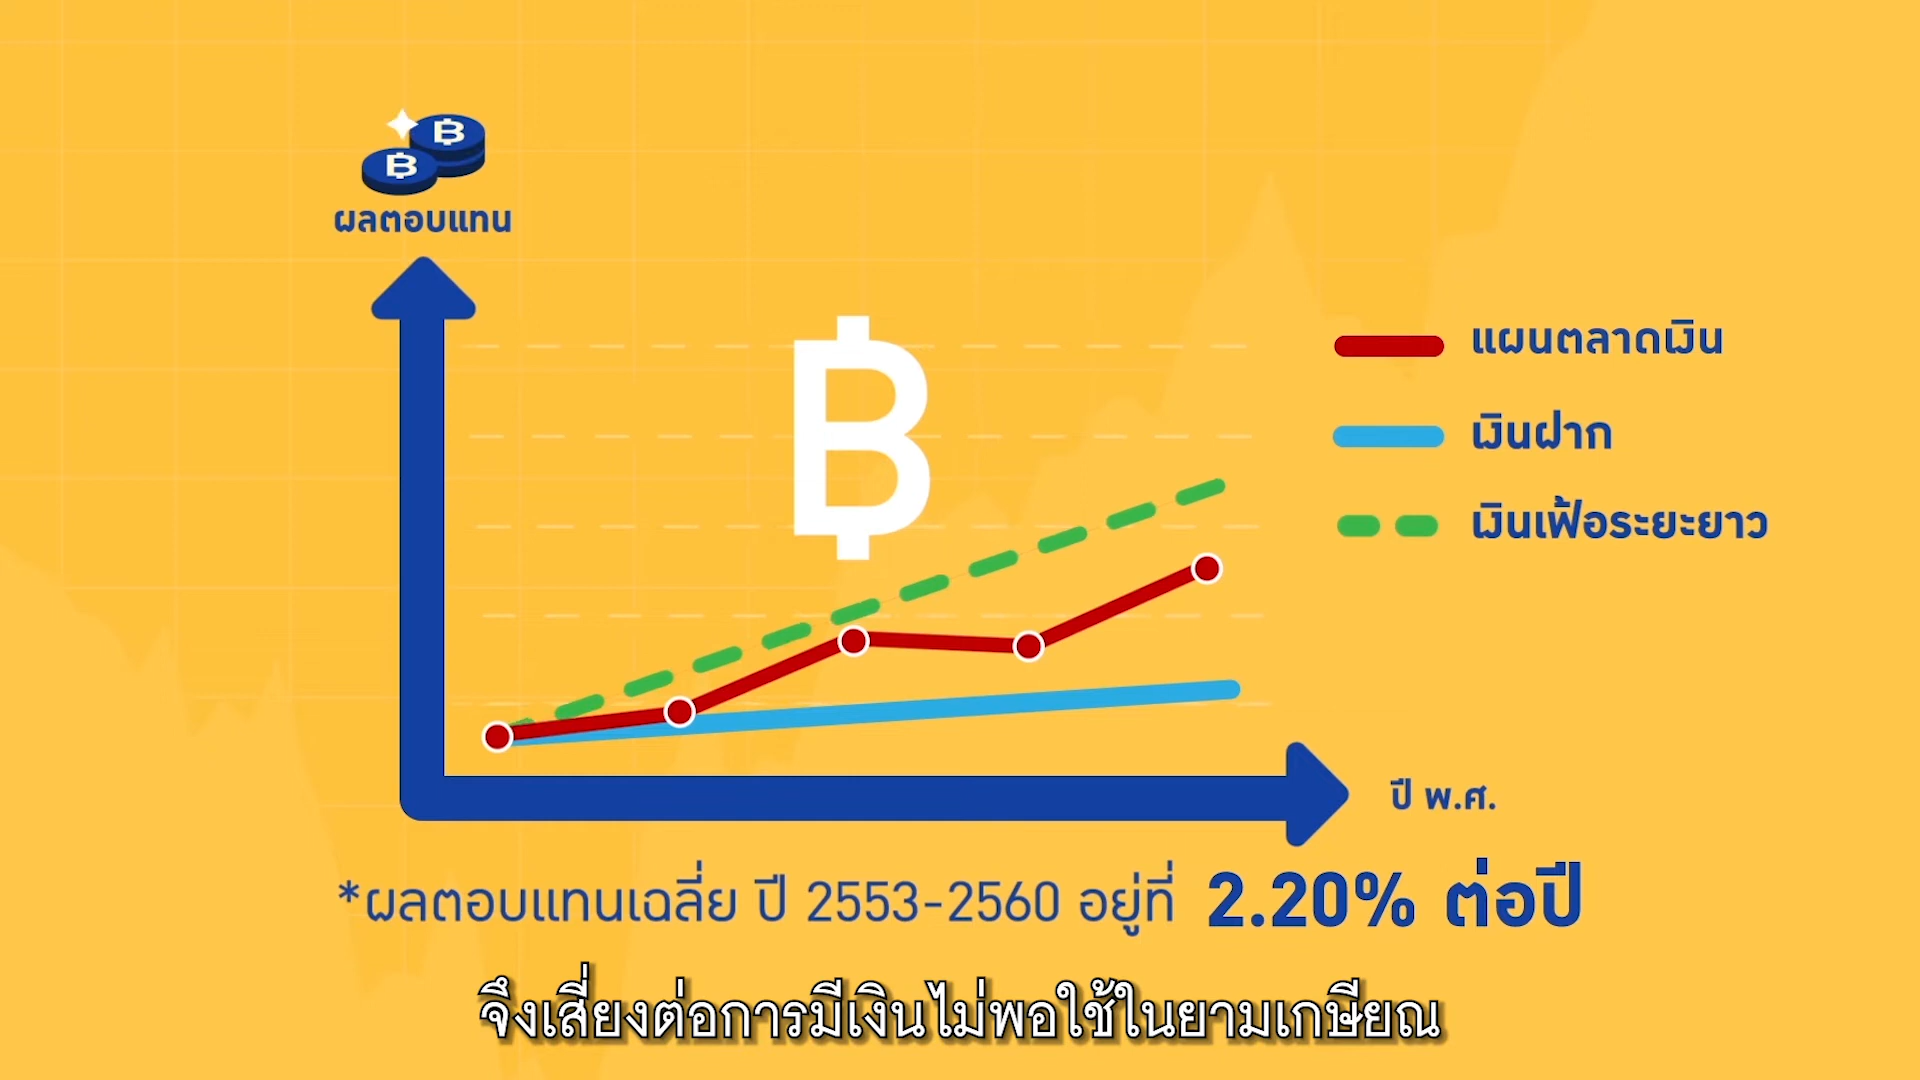 ฿
฿
ผลตอบแทน
฿
แผนตลาดเงิน
เงินฝาก
เงินเฟ้อระยะยาว
ปี พ.ศ.
*ผลตอบแทนเฉลี่ย ปี 2553-2560 อยู่ที่ 2.20% ต่อปี
จึงเสี่ยงต่อการมีเงินไม่พอใช้ในยามเกษียณ